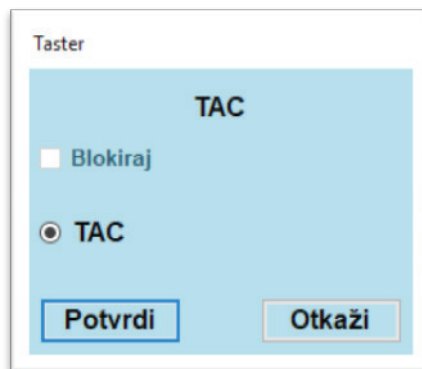 Taster
TAC
Blokiraj
TAC
Potvrdi Otkaži